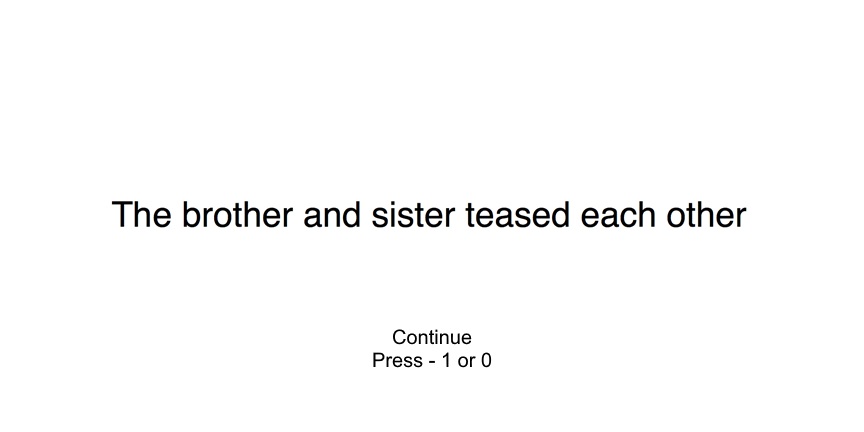 The brother and sister teased each other
Continue
Press - 1 or 0